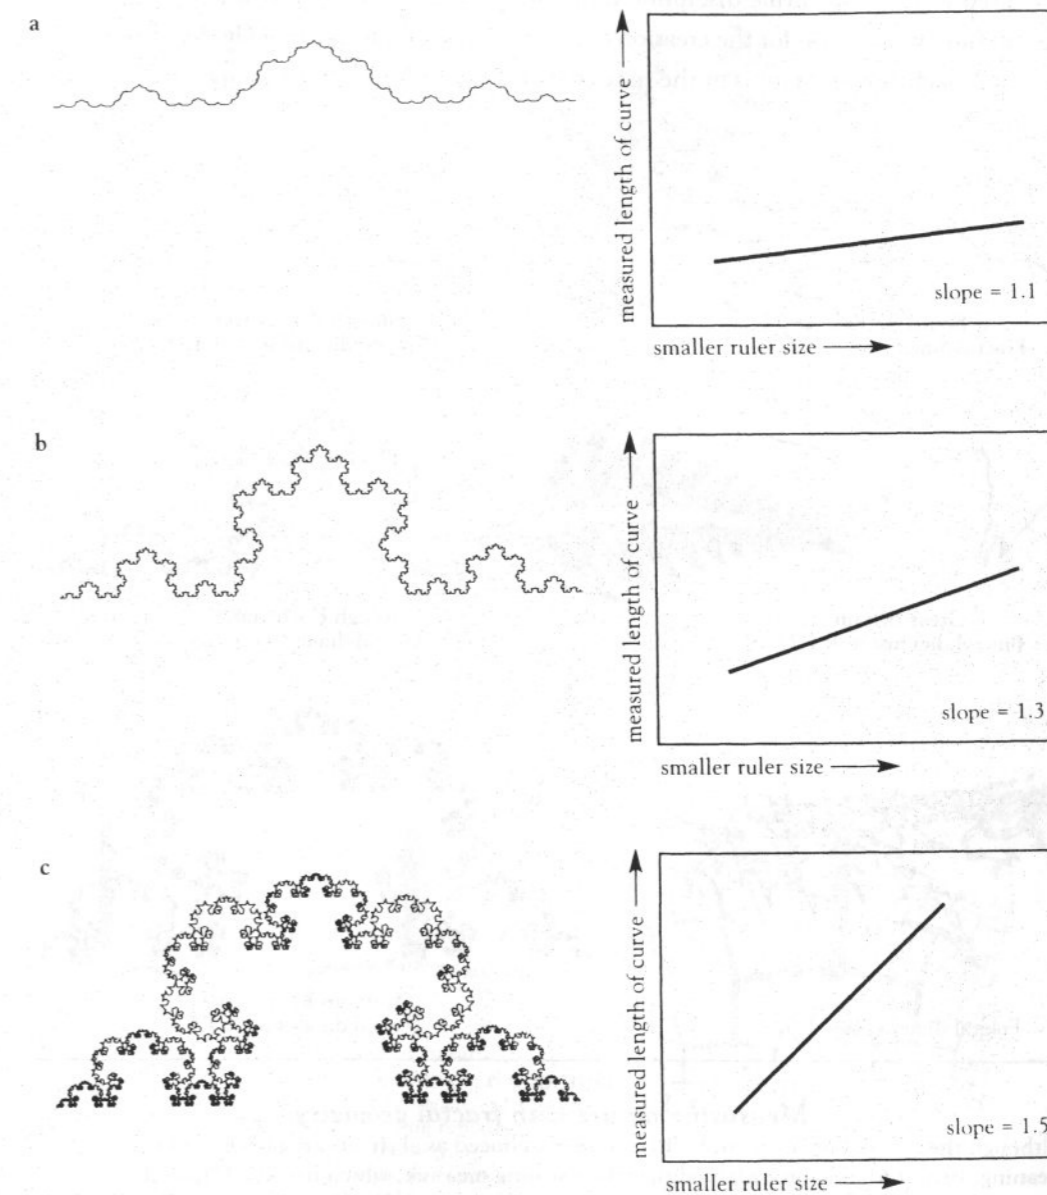 a
measured length of curve
slope = 1.1
smaller ruler size
b
measured length of curve
slope = 1.3
smaller ruler size
c
measured length of curve
slope = 1.5
smaller ruler size